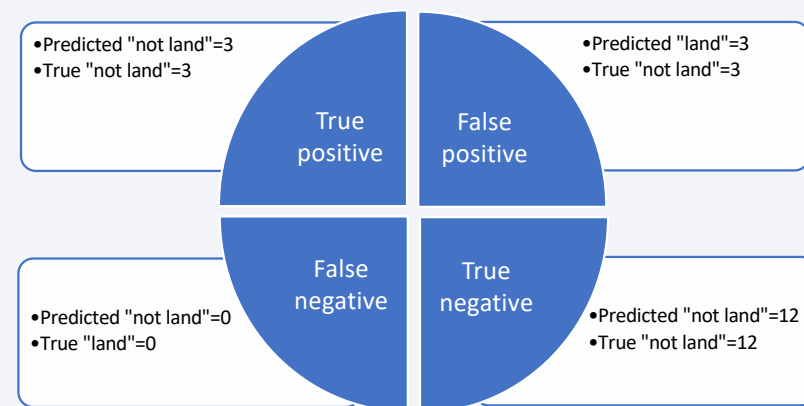 •Predicted "not land"=3
•True "not land"=3
•Predicted "land"=3
•True "not land"=3
True
positive
False
positive
False
negative
True
negative
•Predicted "not land"=0
•True "land"=0
•Predicted "not land"=12
•True "not land"=12